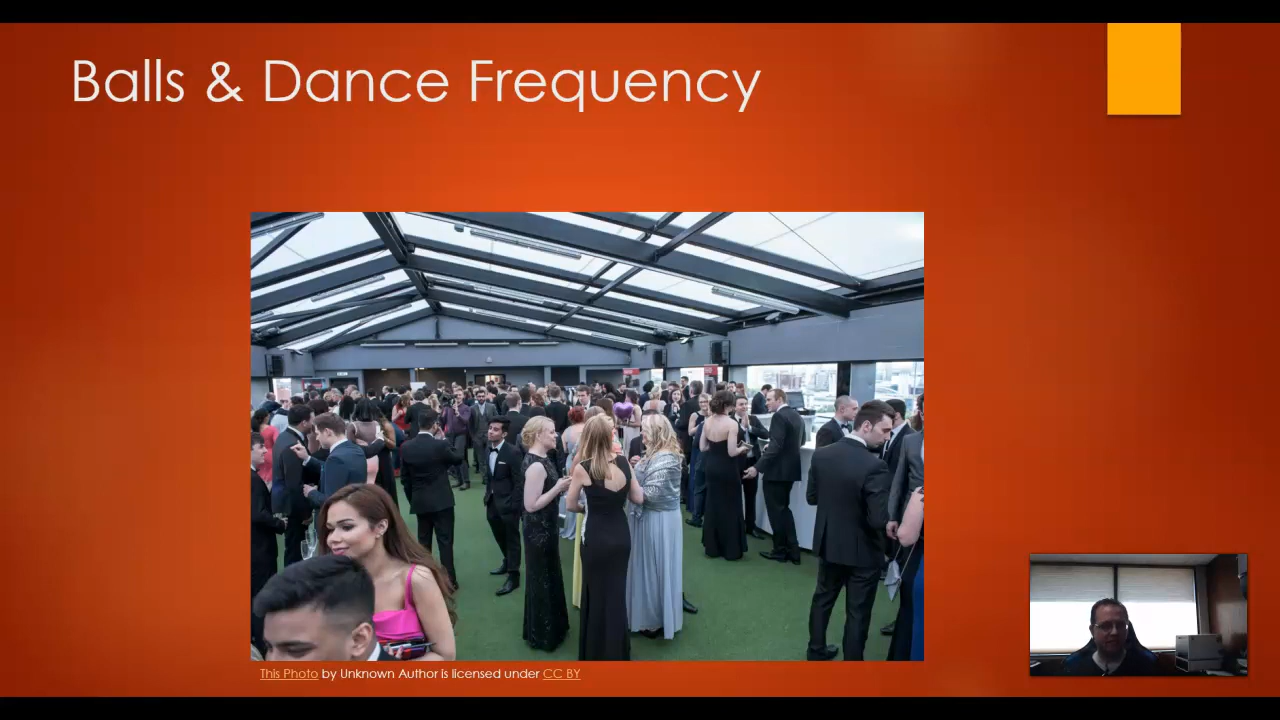 Balls & Dance Frequency
This Photo by Unknown Author is licensed under CC BY